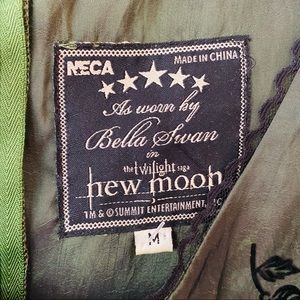 NECA
MADE IN CHINA
As worn by
Bella Swan
in
the twilight saga
new moon
TM & © SUMMIT ENTERTAINMENT,
M